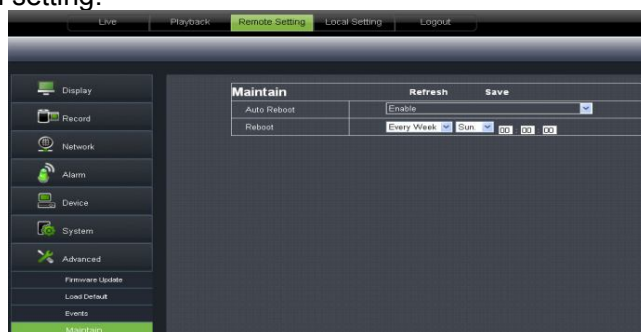 setting:
Live Playback Remote Setting Local Setting Logout
Display
Record
Network
Alarm
Device
System
Advanced
Firmware Update
Load Default
Events
Maintain
Maintain Refresh Save
Auto Reboot Enable
Reboot Every Week Sun. 00 : 00 : 00